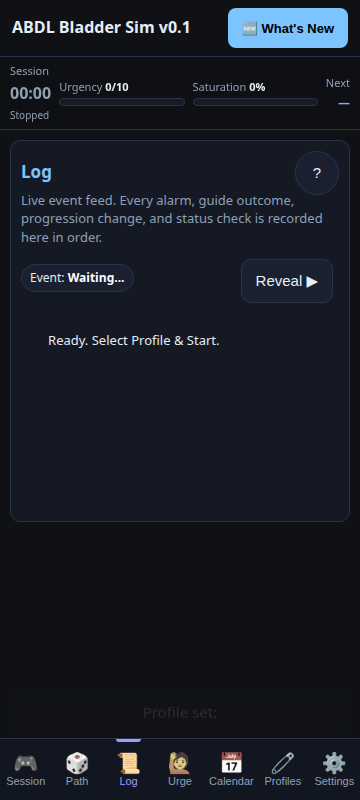 ABDL Bladder Sim v0.1
🆕 What's New
Session
00:00
Stopped
Urgency 0/10
Saturation 0%
Next
—
Log
?
Live event feed. Every alarm, guide outcome,
progression change, and status check is recorded
here in order.
Event: Waiting...
Reveal ▶
Ready. Select Profile & Start.
Profile set:
Session
Path
Log
Urge
Calendar
Profiles
Settings